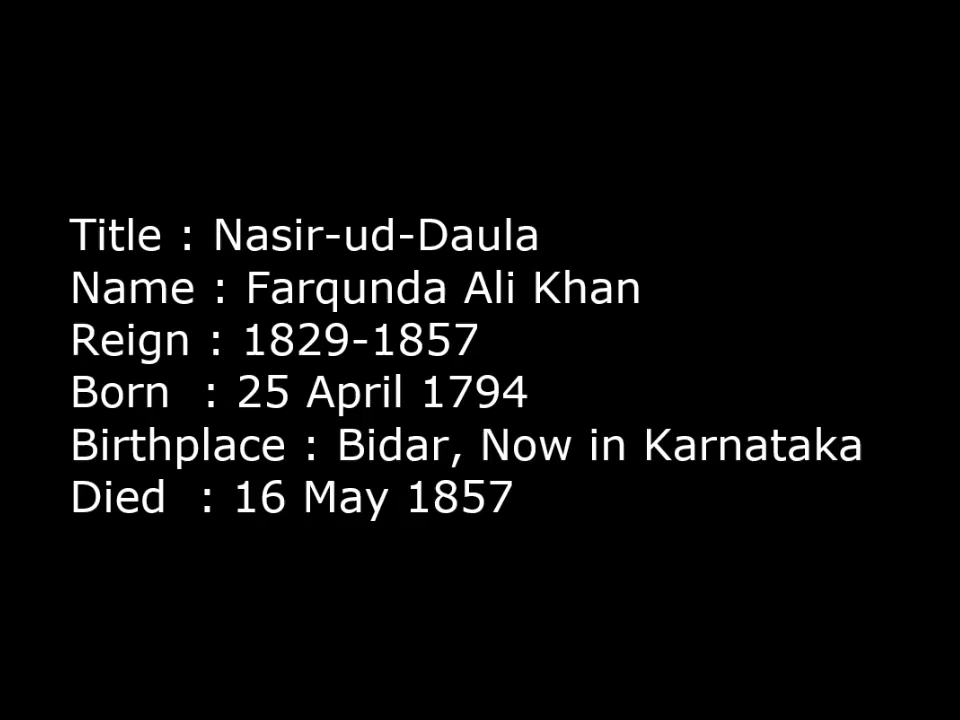 Title : Nasir-ud-Daula
Name : Farqunda Ali Khan
Reign : 1829-1857
Born  : 25 April 1794
Birthplace : Bidar, Now in Karnataka
Died  : 16 May 1857